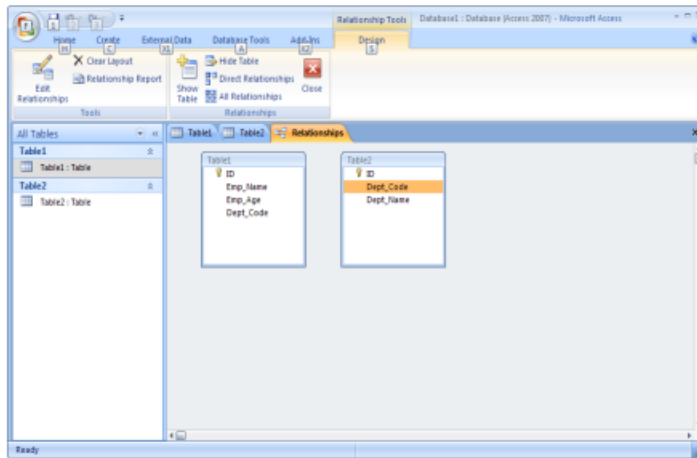 Relationship Tools Database1 : Database (Access 2007) - Microsoft Access
Home Create External Data Database Tools Add-Ins Design
H C X1 A X2 S
Edit Relationships
Clear Layout
Relationship Report
Tools
Show Table
Hide Table
Direct Relationships
All Relationships
Close
Relationships
All Tables
Table1
Table1 : Table
Table2
Table2 : Table
Table1 Table2 Relationships
Table1
ID
Emp_Name
Emp_Age
Dept_Code
Table2
ID
Dept_Code
Dept_Name
Ready